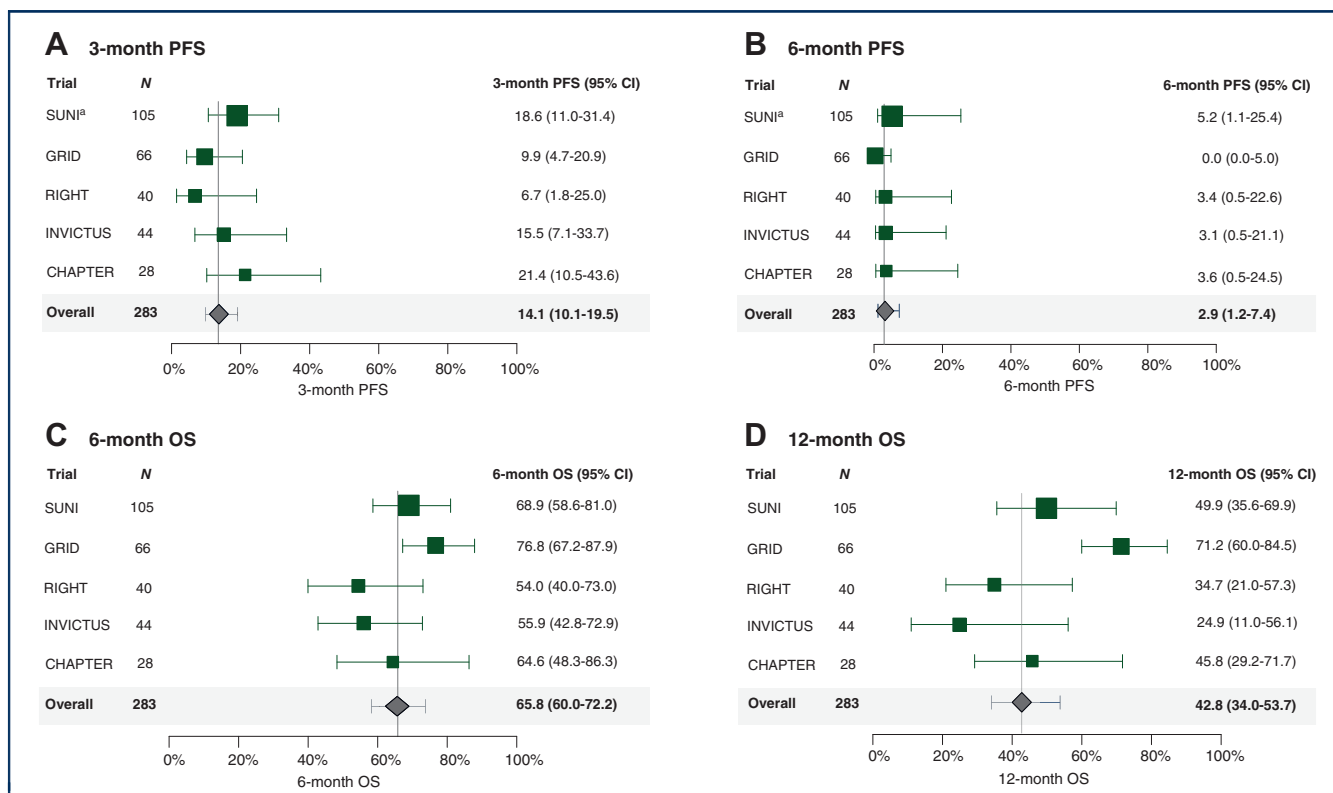 A 3-month PFS
Trial N 3-month PFS (95% CI)
SUNIᵃ 105 18.6 (11.0-31.4)
GRID 66 9.9 (4.7-20.9)
RIGHT 40 6.7 (1.8-25.0)
INVICTUS 44 15.5 (7.1-33.7)
CHAPTER 28 21.4 (10.5-43.6)
Overall 283 14.1 (10.1-19.5)
0% 20% 40% 60% 80% 100%
3-month PFS
B 6-month PFS
Trial N 6-month PFS (95% CI)
SUNIᵃ 105 5.2 (1.1-25.4)
GRID 66 0.0 (0.0-5.0)
RIGHT 40 3.4 (0.5-22.6)
INVICTUS 44 3.1 (0.5-21.1)
CHAPTER 28 3.6 (0.5-24.5)
Overall 283 2.9 (1.2-7.4)
0% 20% 40% 60% 80% 100%
6-month PFS
C 6-month OS
Trial N 6-month OS (95% CI)
SUNI 105 68.9 (58.6-81.0)
GRID 66 76.8 (67.2-87.9)
RIGHT 40 54.0 (40.0-73.0)
INVICTUS 44 55.9 (42.8-72.9)
CHAPTER 28 64.6 (48.3-86.3)
Overall 283 65.8 (60.0-72.2)
0% 20% 40% 60% 80% 100%
6-month OS
D 12-month OS
Trial N 12-month OS (95% CI)
SUNI 105 49.9 (35.6-69.9)
GRID 66 71.2 (60.0-84.5)
RIGHT 40 34.7 (21.0-57.3)
INVICTUS 44 24.9 (11.0-56.1)
CHAPTER 28 45.8 (29.2-71.7)
Overall 283 42.8 (34.0-53.7)
0% 20% 40% 60% 80% 100%
12-month OS